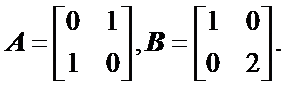 A = [0 1; 1 0], B = [1 0; 0 2].